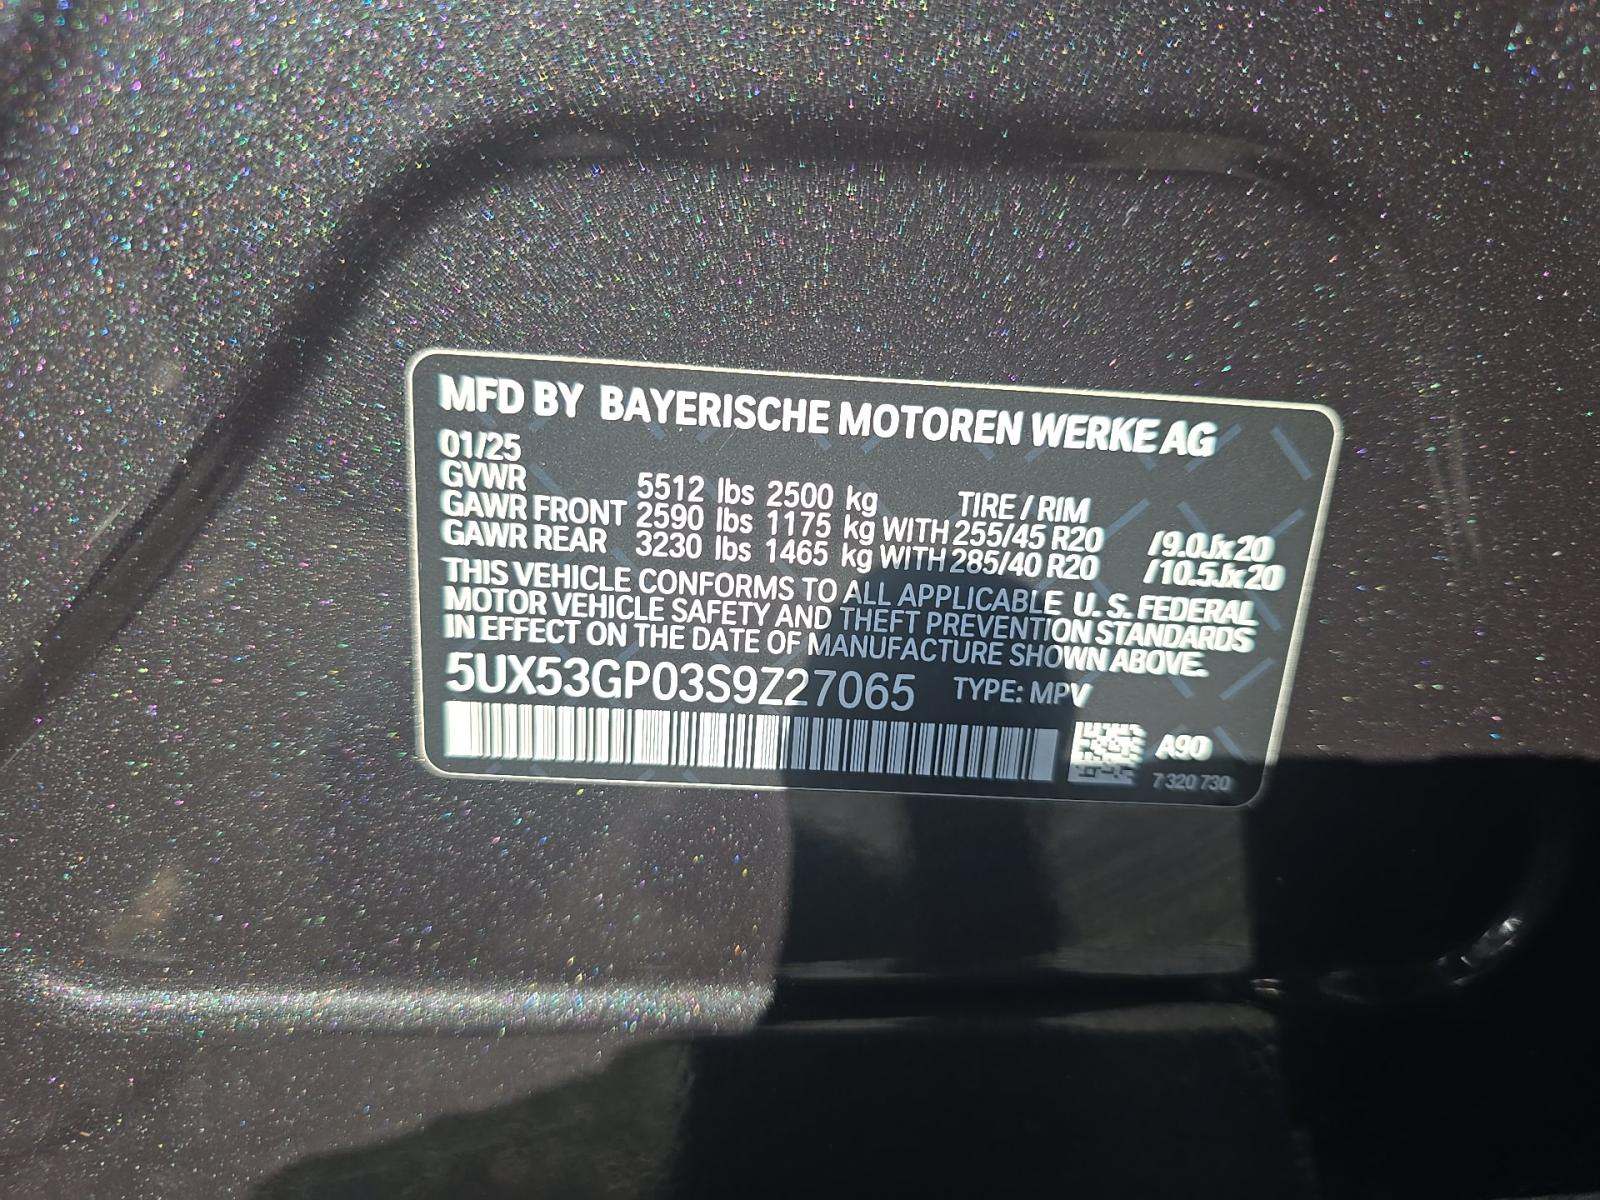 MFD BY BAYERISCHE MOTOREN WERKE AG
01/25
GVWR 5512 lbs 2500 kg TIRE / RIM
GAWR FRONT 2590 lbs 1175 kg WITH 255/45 R20 /9.0Jx20
GAWR REAR 3230 lbs 1465 kg WITH 285/40 R20 /10.5Jx20
THIS VEHICLE CONFORMS TO ALL APPLICABLE U. S. FEDERAL
MOTOR VEHICLE SAFETY AND THEFT PREVENTION STANDARDS
IN EFFECT ON THE DATE OF MANUFACTURE SHOWN ABOVE.
5UX53GP03S9Z27065 TYPE: MPV
A90
7 320 730